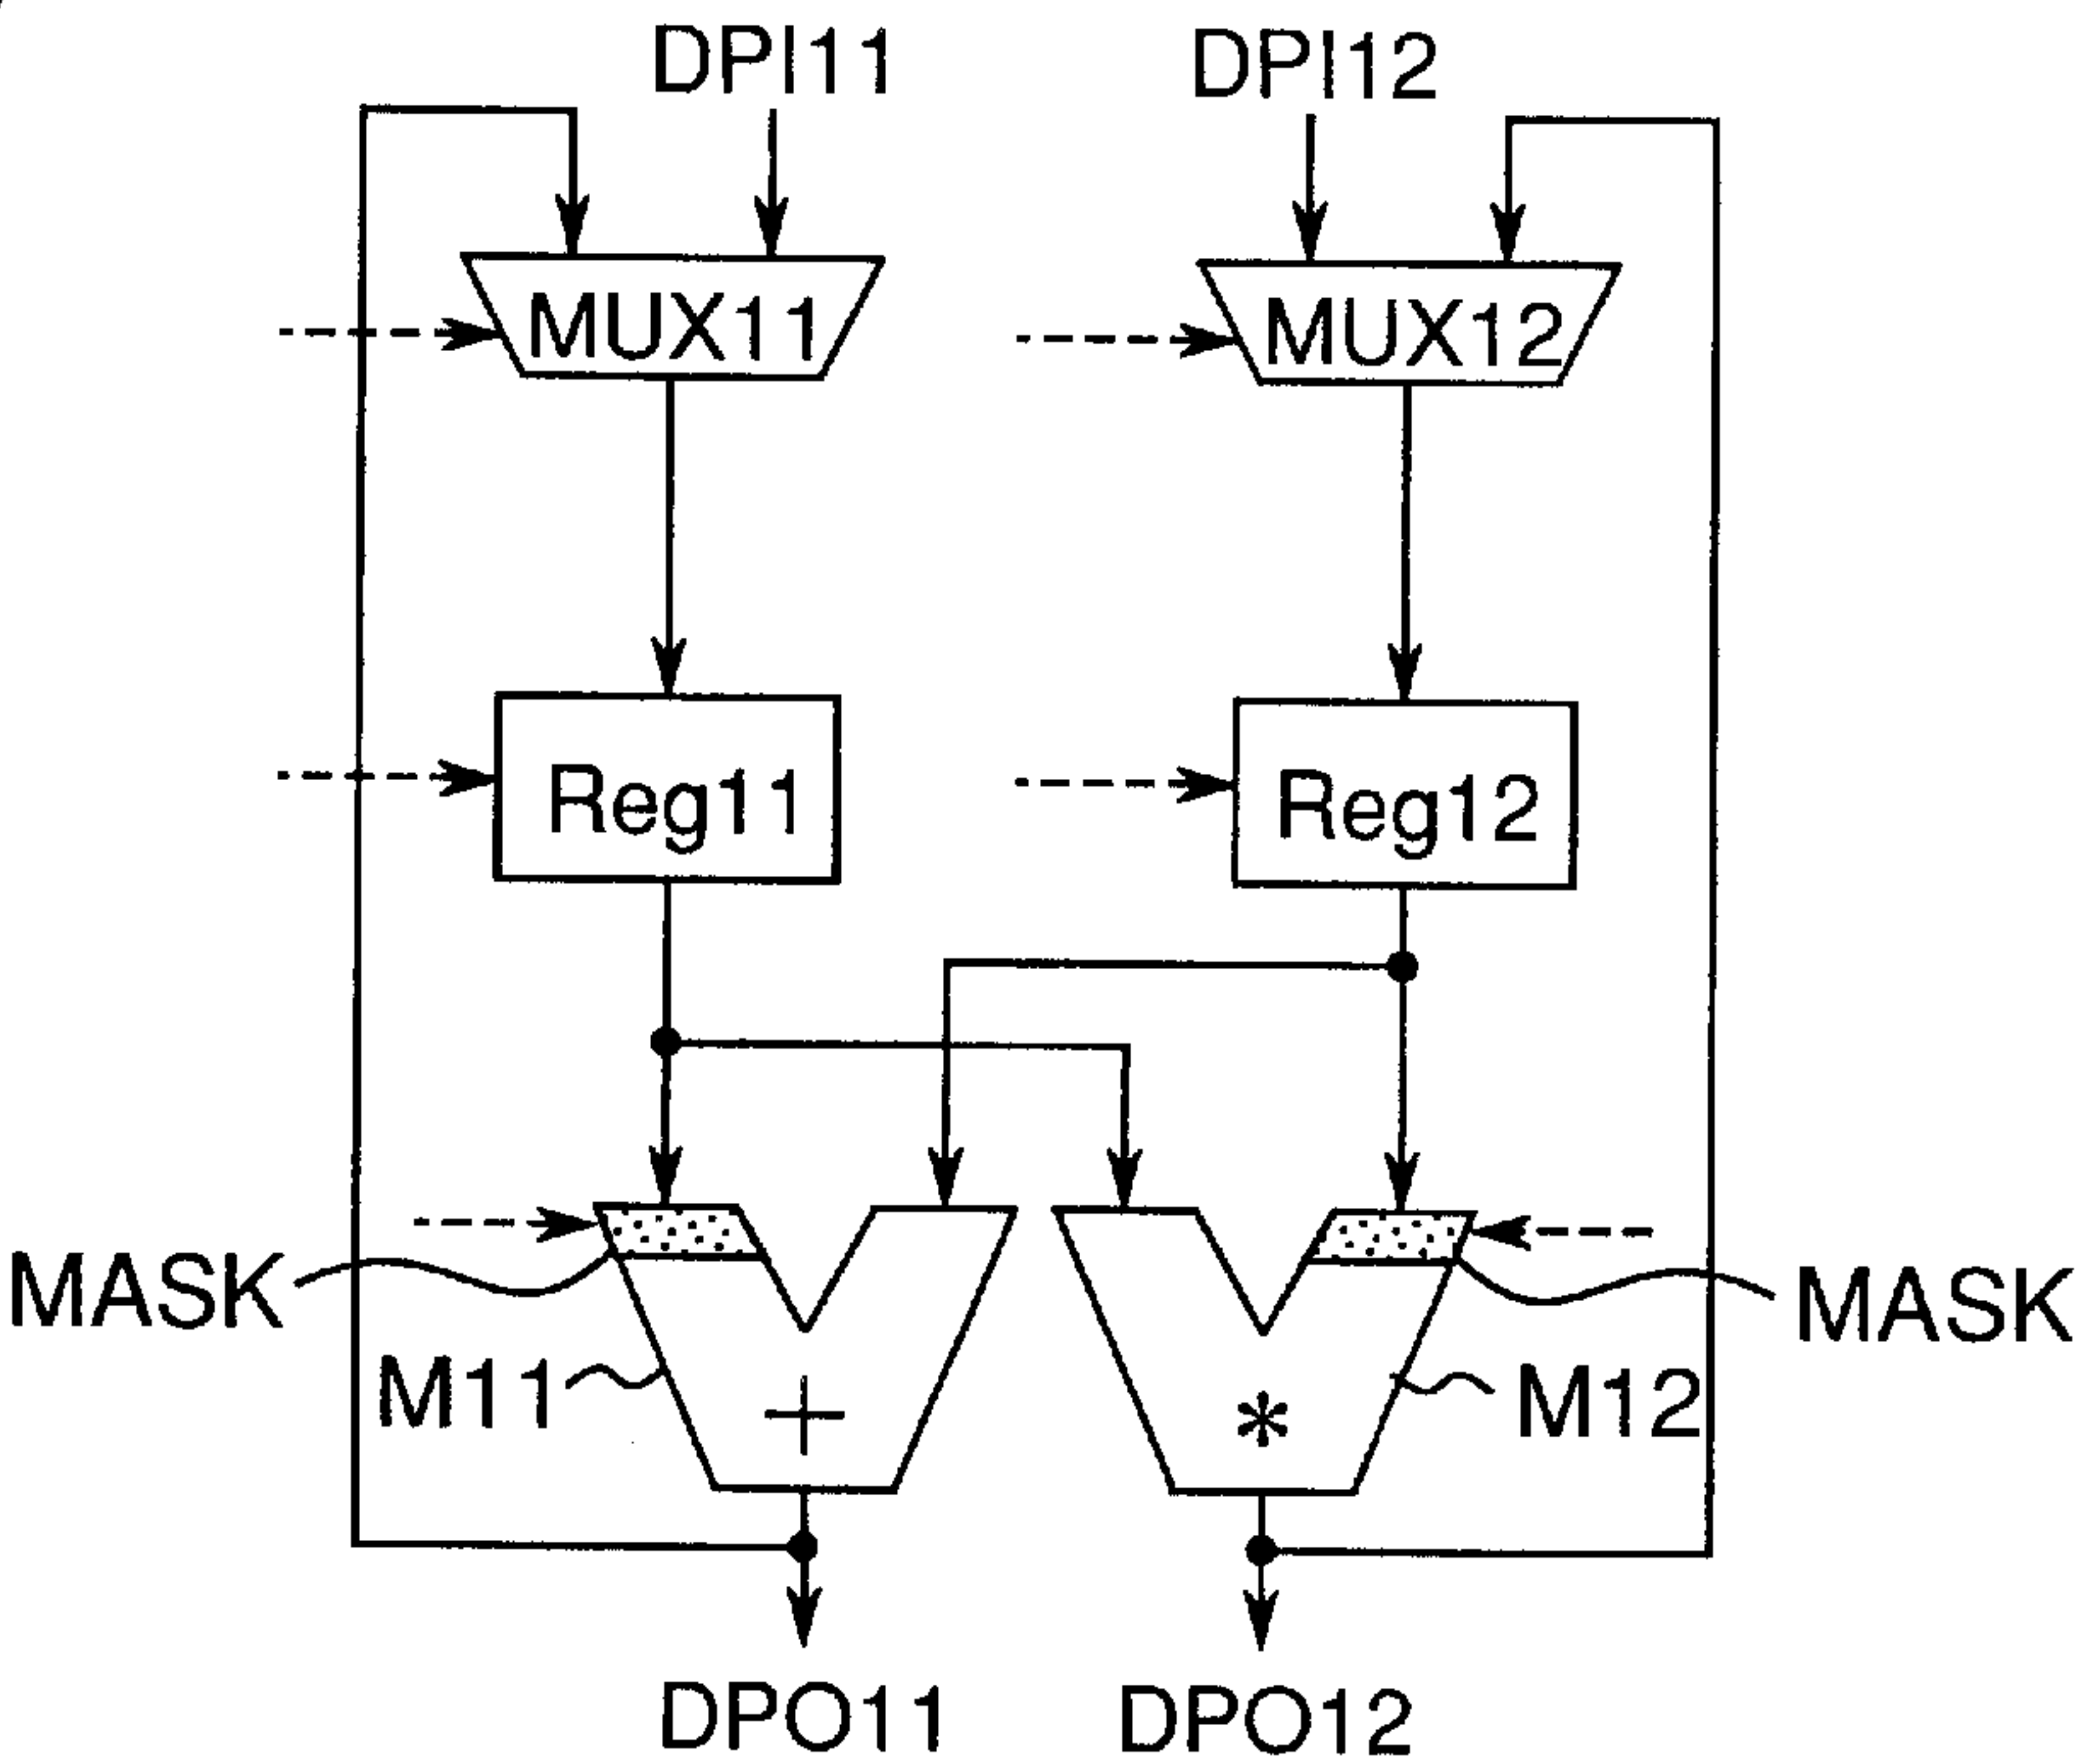 DPI11
DPI12
MUX11
MUX12
Reg11
Reg12
MASK
MASK
M11
+
*
M12
DPO11
DPO12